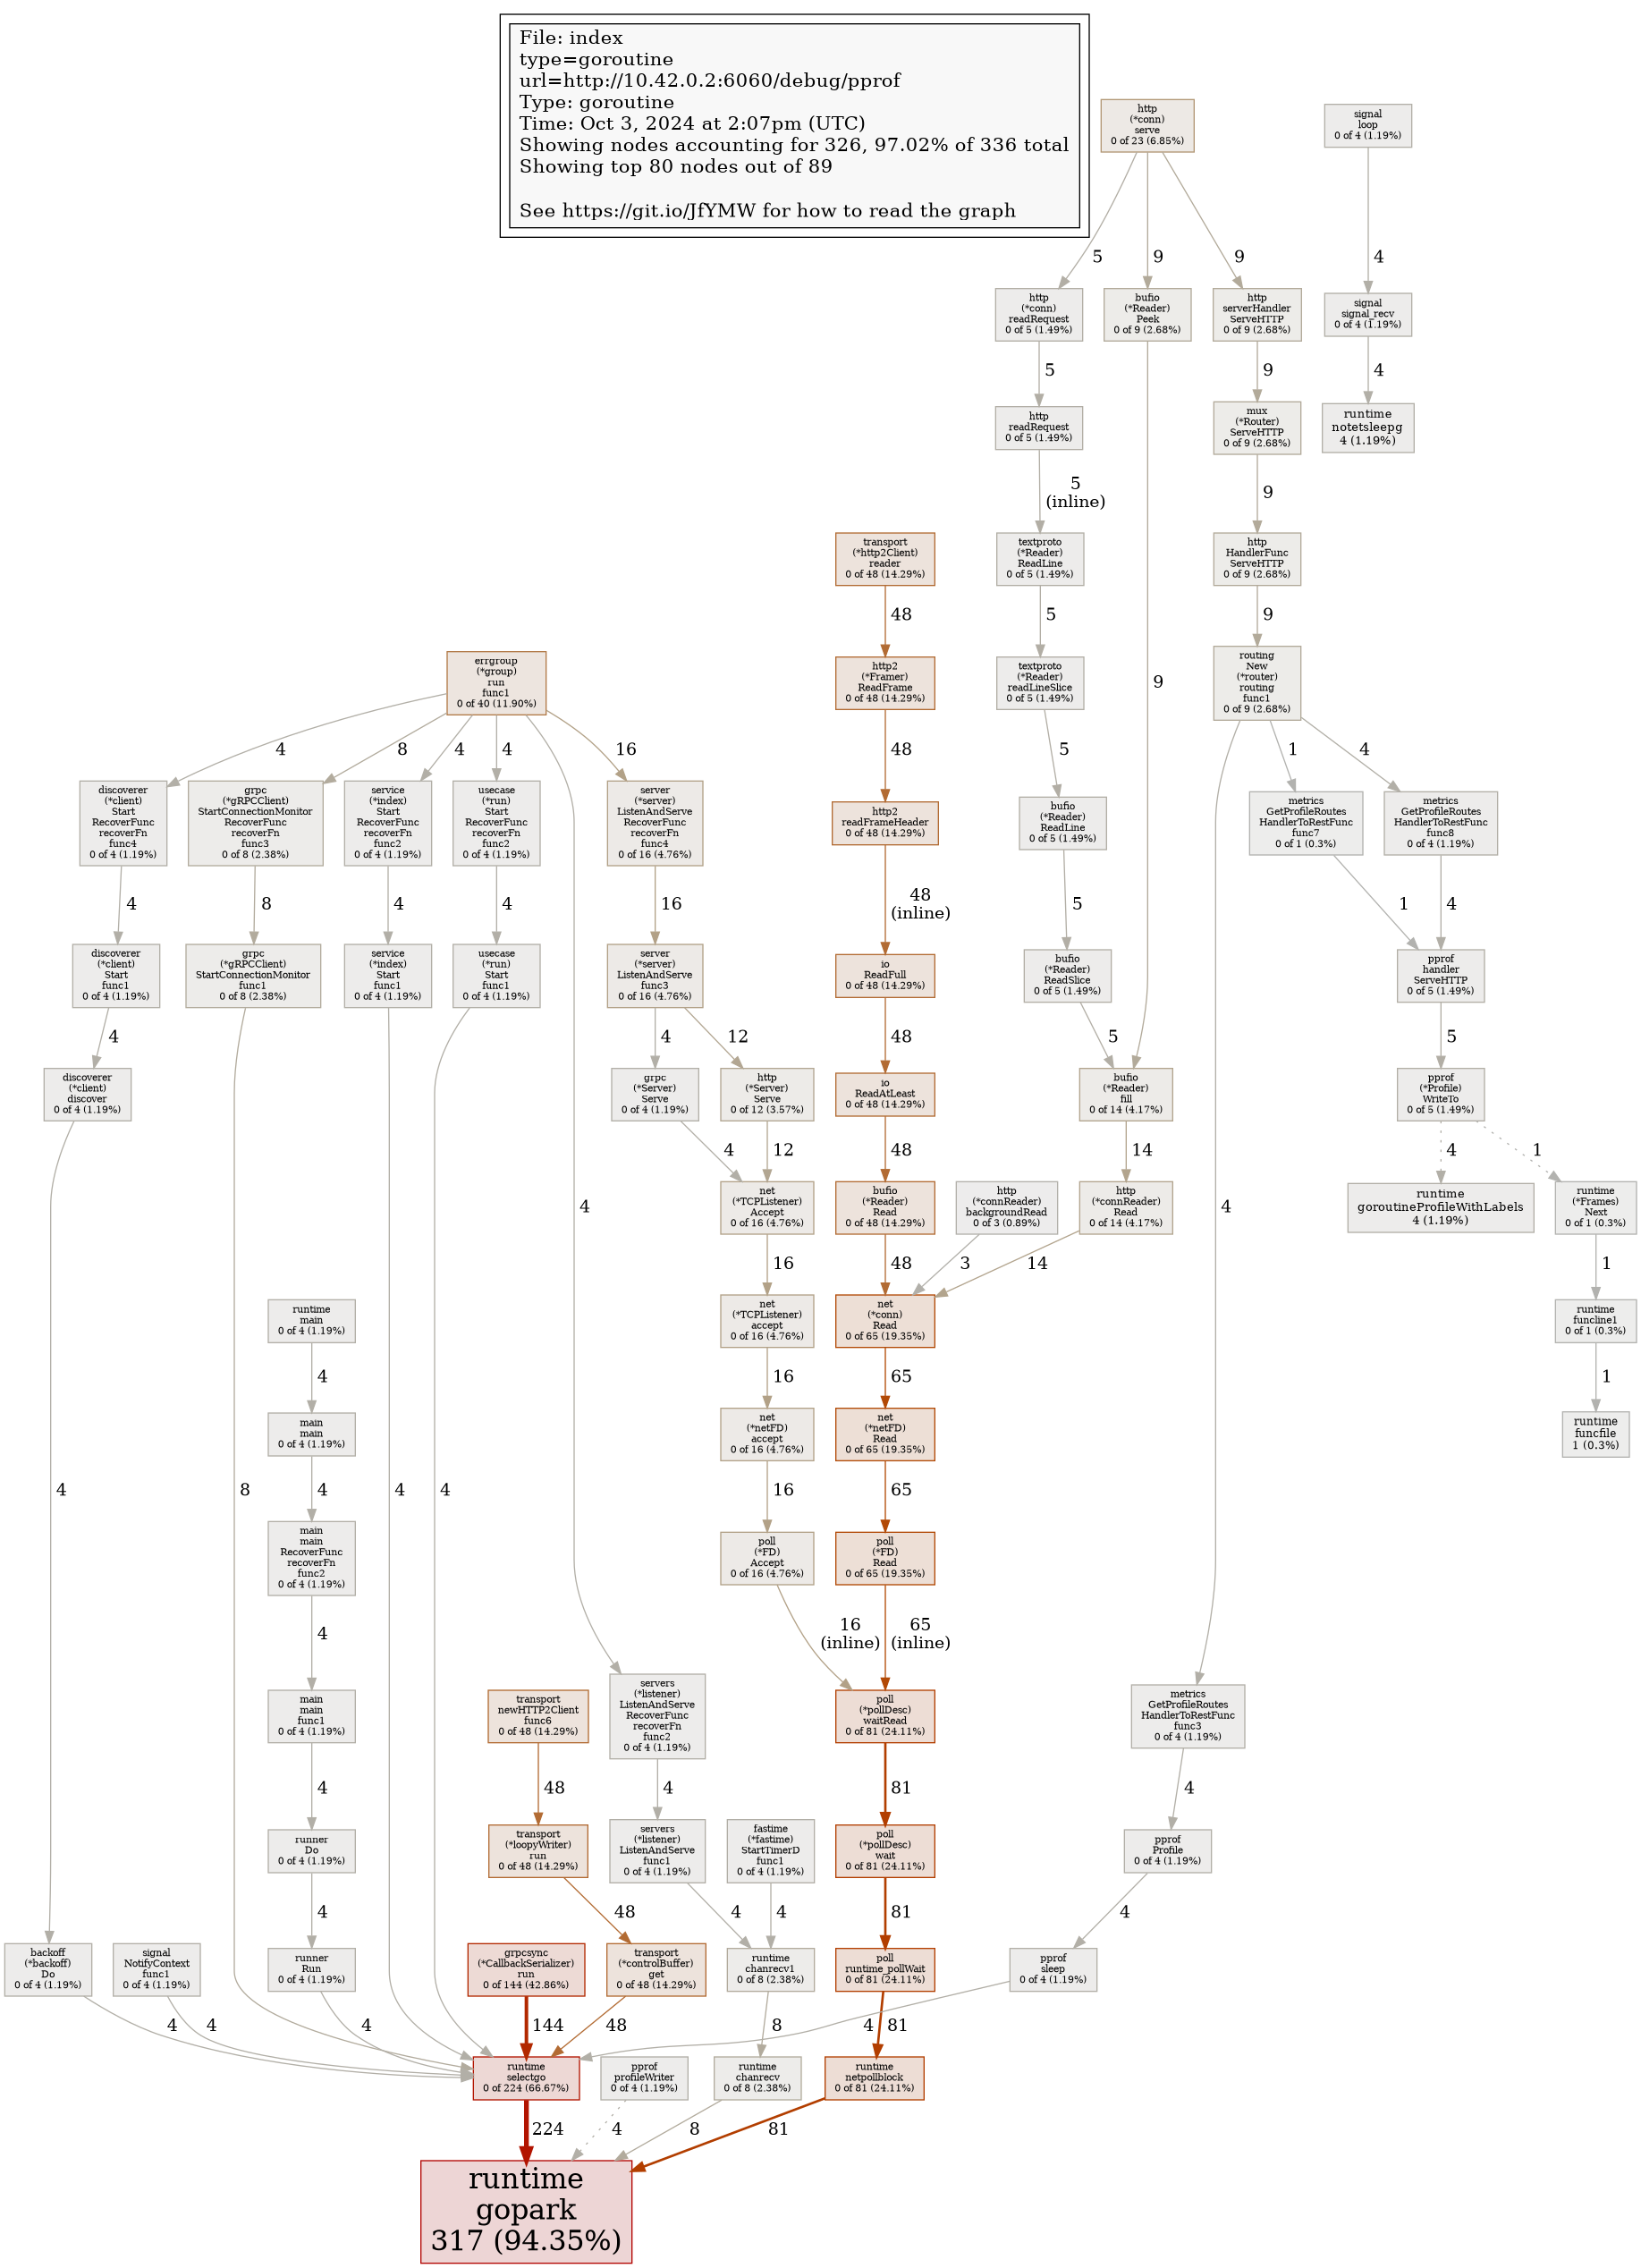 File: index
type=goroutine
url=http://10.42.0.2:6060/debug/pprof
Type: goroutine
Time: Oct 3, 2024 at 2:07pm (UTC)
Showing nodes accounting for 326, 97.02% of 336 total
Showing top 80 nodes out of 89
See https://git.io/JfYMW for how to read the graph
http
(*conn)
serve
0 of 23 (6.85%)
signal
loop
0 of 4 (1.19%)
5
9
9
4
http
(*conn)
readRequest
0 of 5 (1.49%)
bufio
(*Reader)
Peek
0 of 9 (2.68%)
http
serverHandler
ServeHTTP
0 of 9 (2.68%)
signal
signal_recv
0 of 4 (1.19%)
5
9
4
http
readRequest
0 of 5 (1.49%)
mux
(*Router)
ServeHTTP
0 of 9 (2.68%)
runtime
notetsleepg
4 (1.19%)
5
(inline)
9
transport
(*http2Client)
reader
0 of 48 (14.29%)
textproto
(*Reader)
ReadLine
0 of 5 (1.49%)
http
HandlerFunc
ServeHTTP
0 of 9 (2.68%)
48
5
9
errgroup
(*group)
run
func1
0 of 40 (11.90%)
http2
(*Framer)
ReadFrame
0 of 48 (14.29%)
textproto
(*Reader)
readLineSlice
0 of 5 (1.49%)
9
routing
New
(*router)
routing
func1
0 of 9 (2.68%)
4
8
4
4
16
48
5
1
4
discoverer
(*client)
Start
RecoverFunc
recoverFn
func4
0 of 4 (1.19%)
grpc
(*gRPCClient)
StartConnectionMonitor
RecoverFunc
recoverFn
func3
0 of 8 (2.38%)
service
(*index)
Start
RecoverFunc
recoverFn
func2
0 of 4 (1.19%)
usecase
(*run)
Start
RecoverFunc
recoverFn
func2
0 of 4 (1.19%)
server
(*server)
ListenAndServe
RecoverFunc
recoverFn
func4
0 of 16 (4.76%)
http2
readFrameHeader
0 of 48 (14.29%)
bufio
(*Reader)
ReadLine
0 of 5 (1.49%)
metrics
GetProfileRoutes
HandlerToRestFunc
func7
0 of 1 (0.3%)
metrics
GetProfileRoutes
HandlerToRestFunc
func8
0 of 4 (1.19%)
4
8
4
4
16
48
(inline)
5
1
4
discoverer
(*client)
Start
func1
0 of 4 (1.19%)
grpc
(*gRPCClient)
StartConnectionMonitor
func1
0 of 8 (2.38%)
service
(*index)
Start
func1
0 of 4 (1.19%)
usecase
(*run)
Start
func1
0 of 4 (1.19%)
server
(*server)
ListenAndServe
func3
0 of 16 (4.76%)
io
ReadFull
0 of 48 (14.29%)
bufio
(*Reader)
ReadSlice
0 of 5 (1.49%)
pprof
handler
ServeHTTP
0 of 5 (1.49%)
4
4
12
48
5
5
discoverer
(*client)
discover
0 of 4 (1.19%)
grpc
(*Server)
Serve
0 of 4 (1.19%)
http
(*Server)
Serve
0 of 12 (3.57%)
io
ReadAtLeast
0 of 48 (14.29%)
bufio
(*Reader)
fill
0 of 14 (4.17%)
pprof
(*Profile)
WriteTo
0 of 5 (1.49%)
4
12
48
14
4
1
4
4
net
(*TCPListener)
Accept
0 of 16 (4.76%)
bufio
(*Reader)
Read
0 of 48 (14.29%)
http
(*connReader)
backgroundRead
0 of 3 (0.89%)
http
(*connReader)
Read
0 of 14 (4.17%)
runtime
goroutineProfileWithLabels
4 (1.19%)
runtime
(*Frames)
Next
0 of 1 (0.3%)
16
48
3
14
1
runtime
main
0 of 4 (1.19%)
net
(*TCPListener)
accept
0 of 16 (4.76%)
net
(*conn)
Read
0 of 65 (19.35%)
runtime
funcline1
0 of 1 (0.3%)
4
16
65
1
main
main
0 of 4 (1.19%)
net
(*netFD)
accept
0 of 16 (4.76%)
net
(*netFD)
Read
0 of 65 (19.35%)
runtime
funcfile
1 (0.3%)
4
8
4
4
4
16
65
main
main
RecoverFunc
recoverFn
func2
0 of 4 (1.19%)
poll
(*FD)
Accept
0 of 16 (4.76%)
poll
(*FD)
Read
0 of 65 (19.35%)
4
16
(inline)
65
(inline)
main
main
func1
0 of 4 (1.19%)
transport
newHTTP2Client
func6
0 of 48 (14.29%)
servers
(*listener)
ListenAndServe
RecoverFunc
recoverFn
func2
0 of 4 (1.19%)
poll
(*pollDesc)
waitRead
0 of 81 (24.11%)
metrics
GetProfileRoutes
HandlerToRestFunc
func3
0 of 4 (1.19%)
4
48
4
81
4
runner
Do
0 of 4 (1.19%)
transport
(*loopyWriter)
run
0 of 48 (14.29%)
servers
(*listener)
ListenAndServe
func1
0 of 4 (1.19%)
fastime
(*fastime)
StartTimerD
func1
0 of 4 (1.19%)
poll
(*pollDesc)
wait
0 of 81 (24.11%)
pprof
Profile
0 of 4 (1.19%)
4
48
4
4
81
4
backoff
(*backoff)
Do
0 of 4 (1.19%)
signal
NotifyContext
func1
0 of 4 (1.19%)
runner
Run
0 of 4 (1.19%)
grpcsync
(*CallbackSerializer)
run
0 of 144 (42.86%)
transport
(*controlBuffer)
get
0 of 48 (14.29%)
runtime
chanrecv1
0 of 8 (2.38%)
poll
runtime_pollWait
0 of 81 (24.11%)
pprof
sleep
0 of 4 (1.19%)
4
4
4
144
48
8
4
81
runtime
selectgo
0 of 224 (66.67%)
pprof
profileWriter
0 of 4 (1.19%)
runtime
chanrecv
0 of 8 (2.38%)
runtime
netpollblock
0 of 81 (24.11%)
224
4
8
81
runtime
gopark
317 (94.35%)